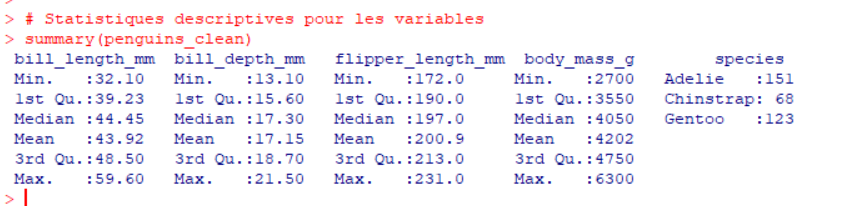 > # Statistiques descriptives pour les variables
> summary(penguins_clean)
 bill_length_mm  bill_depth_mm   flipper_length_mm  body_mass_g        species
 Min.   :32.10   Min.   :13.10   Min.   :172.0     Min.   :2700   Adelie   :151
 1st Qu.:39.23   1st Qu.:15.60   1st Qu.:190.0     1st Qu.:3550   Chinstrap: 68
 Median :44.45   Median :17.30   Median :197.0     Median :4050   Gentoo   :123
 Mean   :43.92   Mean   :17.15   Mean   :200.9     Mean   :4202
 3rd Qu.:48.50   3rd Qu.:18.70   3rd Qu.:213.0     3rd Qu.:4750
 Max.   :59.60   Max.   :21.50   Max.   :231.0     Max.   :6300
>